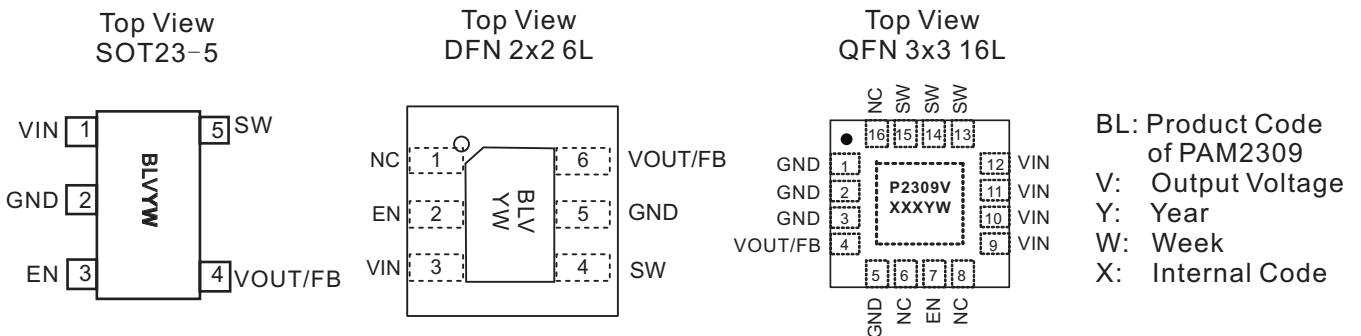 Top View
SOT23-5
VIN 1
GND 2
EN 3
5 SW
4 VOUT/FB
BLVYW
Top View
DFN 2x2 6L
NC 1
EN 2
VIN 3
6 VOUT/FB
5 GND
4 SW
BLV
YW
Top View
QFN 3x3 16L
NC SW SW SW
16 15 14 13
GND 1
GND 2
GND 3
VOUT/FB 4
12 VIN
11 VIN
10 VIN
9 VIN
P2309V
XXXYW
5 6 7 8
GND NC EN NC
BL: Product Code
of PAM2309
V: Output Voltage
Y: Year
W: Week
X: Internal Code